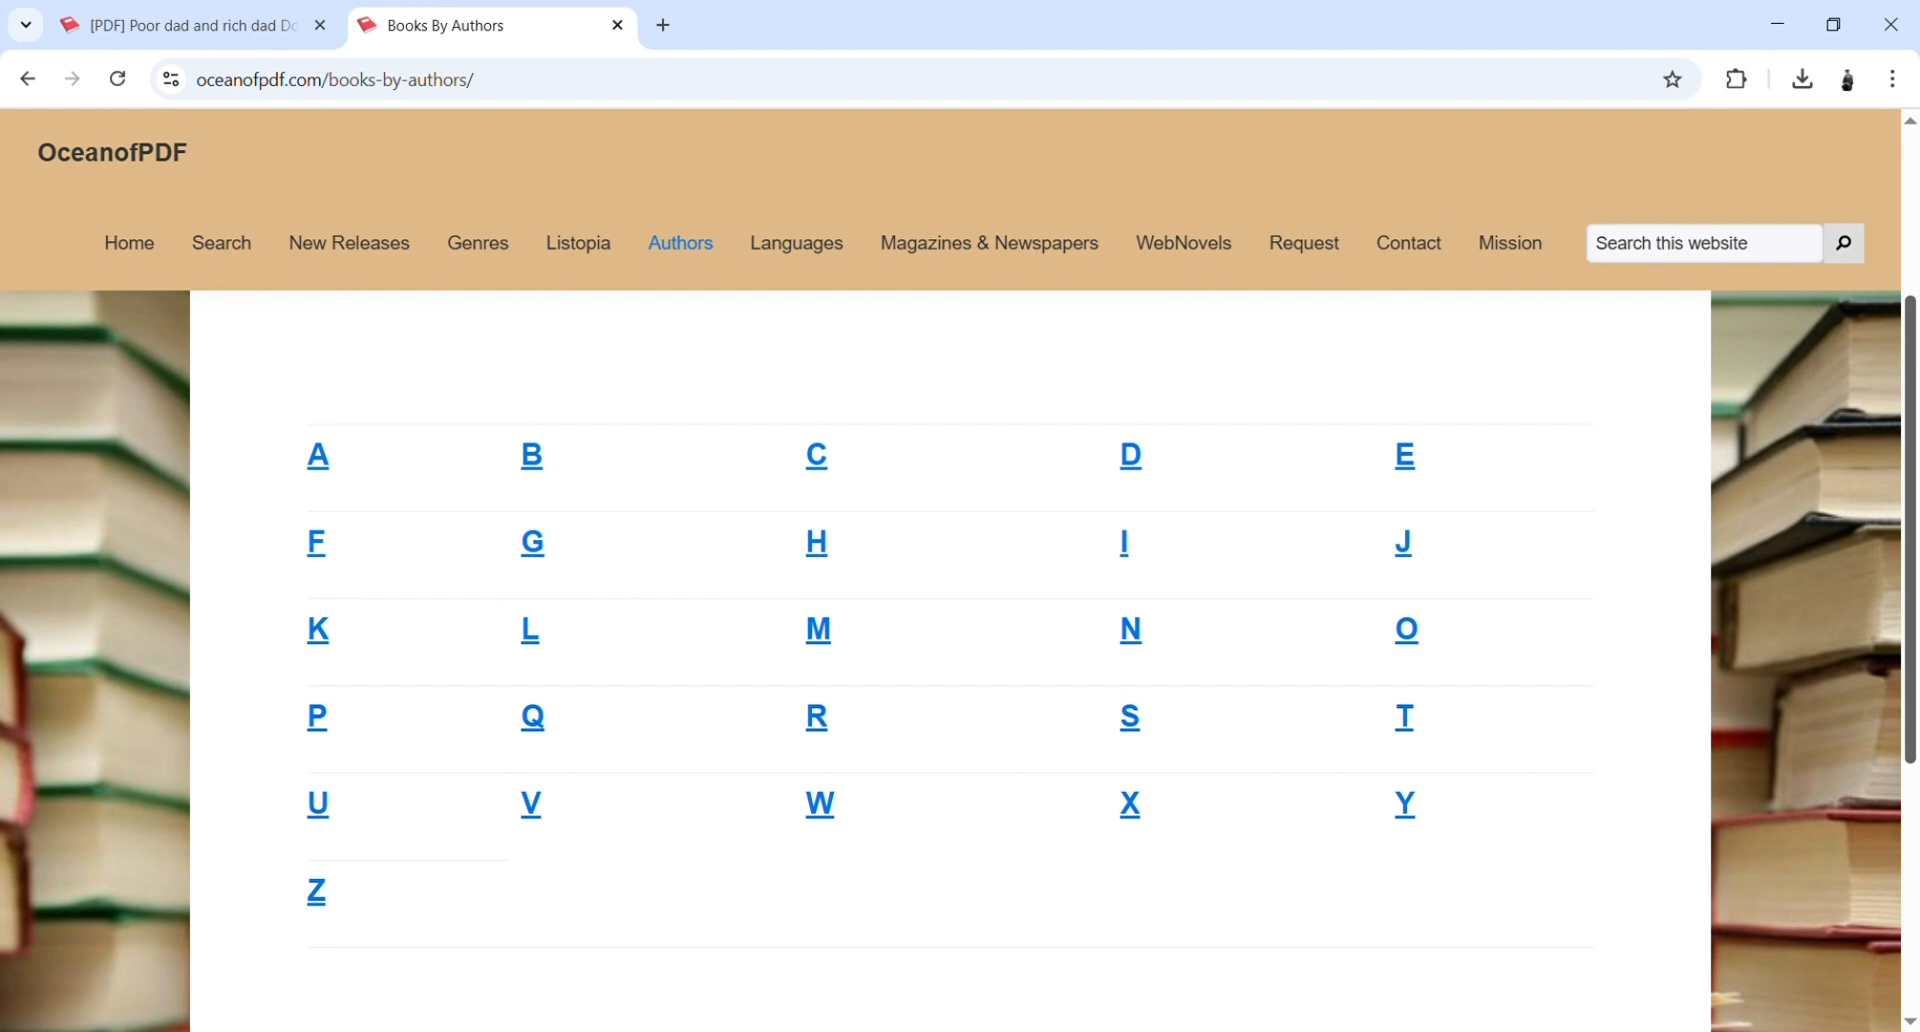 [PDF] Poor dad and rich dad Do
Books By Authors
oceanofpdf.com/books-by-authors/
OceanofPDF
Home Search New Releases Genres Listopia Authors Languages Magazines & Newspapers WebNovels Request Contact Mission Search this website
A B C D E
F G H I J
K L M N O
P Q R S T
U V W X Y
Z